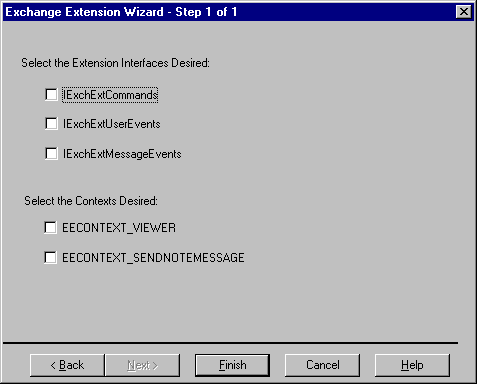 Exchange Extension Wizard - Step 1 of 1
Select the Extension Interfaces Desired:
IExchExtCommands
IExchExtUserEvents
IExchExtMessageEvents
Select the Contexts Desired:
EECONTEXT_VIEWER
EECONTEXT_SENDNOTEMESSAGE
< Back Next > Finish Cancel Help